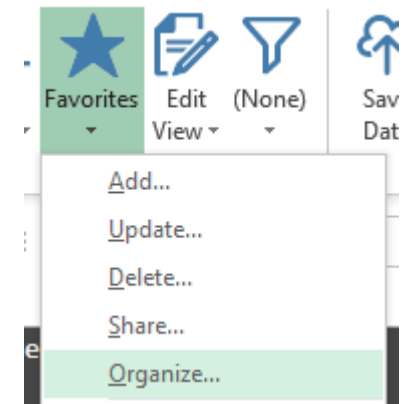 Favorites Edit (None) Sav
View Dat
Add...
Update...
Delete...
Share...
e
Organize...